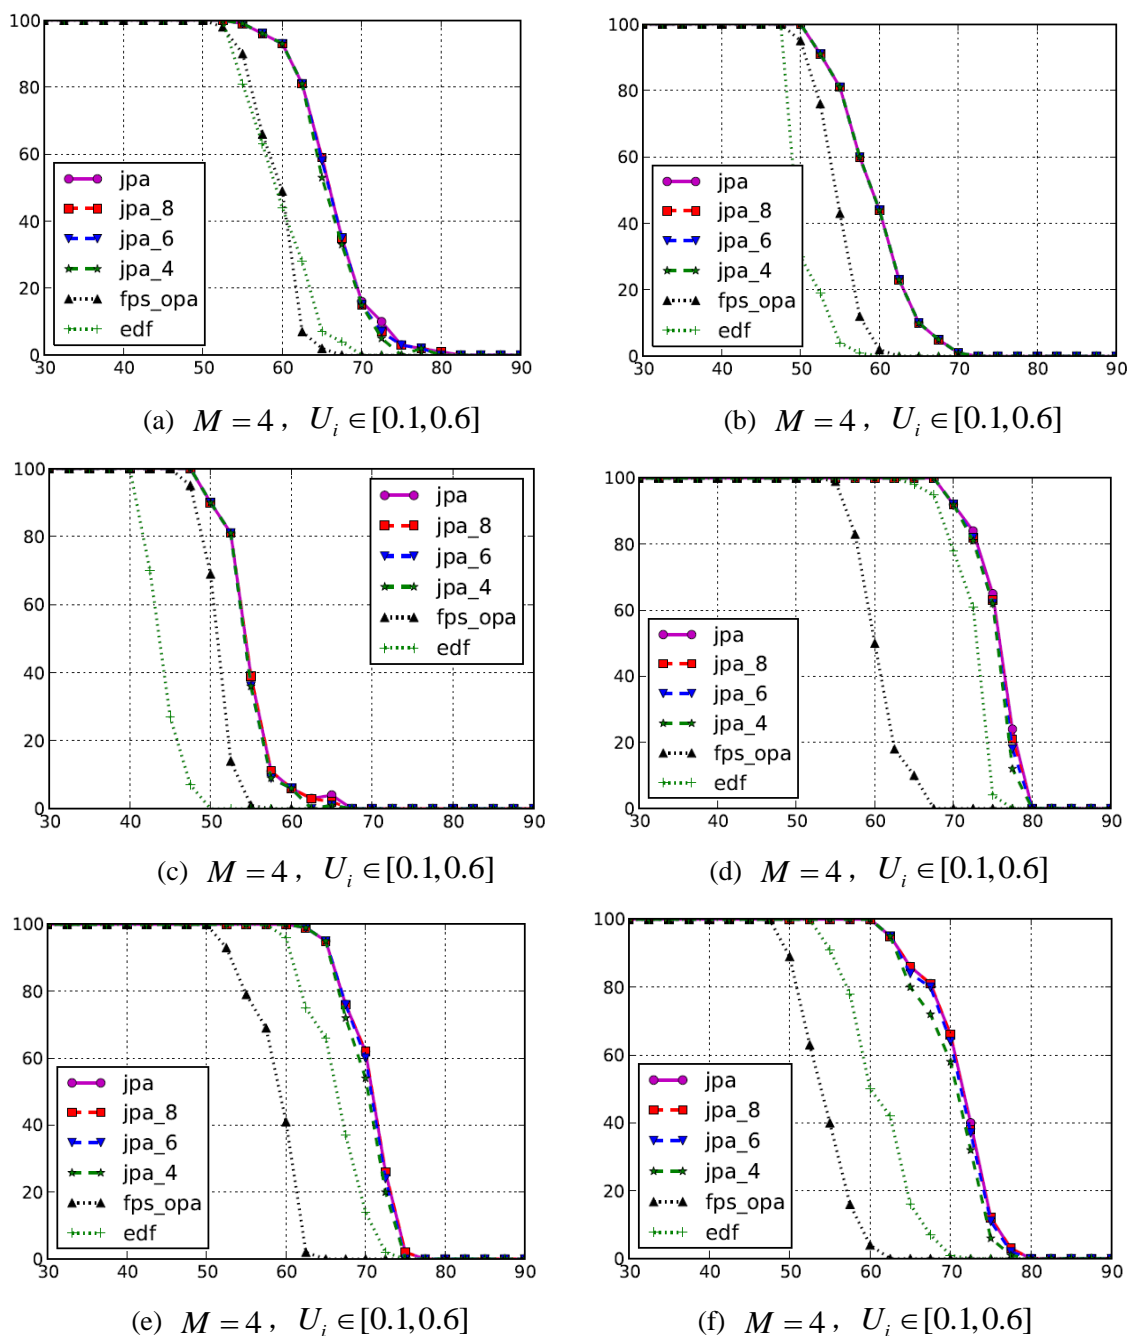 100
80
60
40
20
0
jpa
jpa_8
jpa_6
jpa_4
fps_opa
edf
30 40 50 60 70 80 90
(a) M = 4 , U_i ∈ [0.1, 0.6]
100
80
60
40
20
0
jpa
jpa_8
jpa_6
jpa_4
fps_opa
edf
30 40 50 60 70 80 90
(b) M = 4 , U_i ∈ [0.1, 0.6]
100
80
60
40
20
0
jpa
jpa_8
jpa_6
jpa_4
fps_opa
edf
30 40 50 60 70 80 90
(c) M = 4 , U_i ∈ [0.1, 0.6]
100
80
60
40
20
0
jpa
jpa_8
jpa_6
jpa_4
fps_opa
edf
30 40 50 60 70 80 90
(d) M = 4 , U_i ∈ [0.1, 0.6]
100
80
60
40
20
0
jpa
jpa_8
jpa_6
jpa_4
fps_opa
edf
30 40 50 60 70 80 90
(e) M = 4 , U_i ∈ [0.1, 0.6]
100
80
60
40
20
0
jpa
jpa_8
jpa_6
jpa_4
fps_opa
edf
30 40 50 60 70 80 90
(f) M = 4 , U_i ∈ [0.1, 0.6]